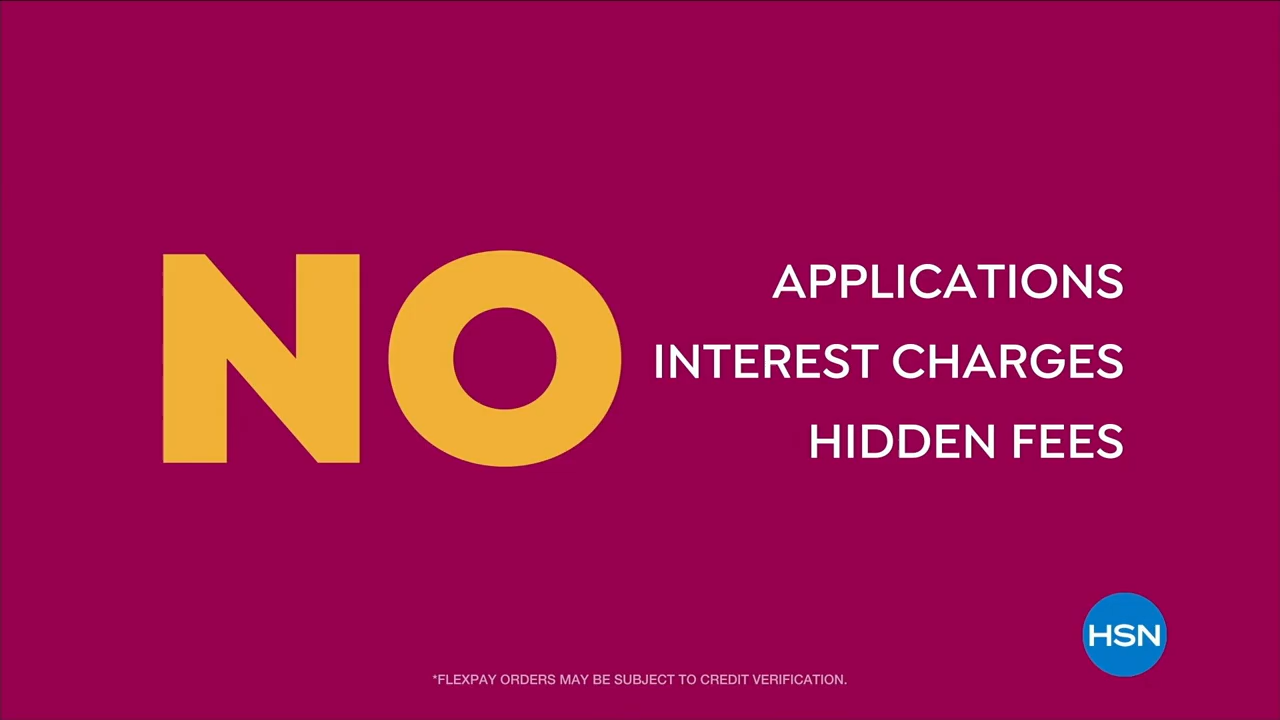 NO
APPLICATIONS
INTEREST CHARGES
HIDDEN FEES
HSN
*FLEXPAY ORDERS MAY BE SUBJECT TO CREDIT VERIFICATION.